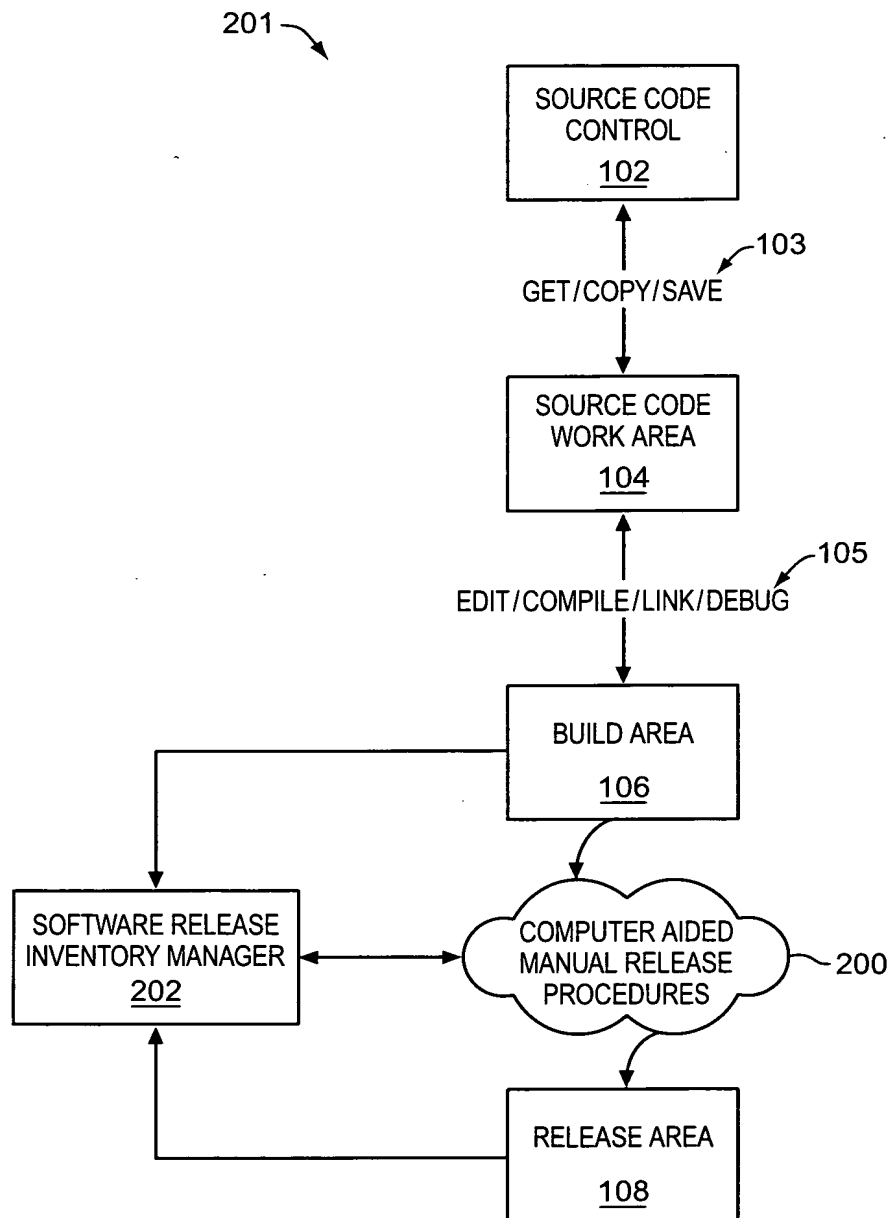 201
SOURCE CODE
CONTROL
102
103
GET/COPY/SAVE
SOURCE CODE
WORK AREA
104
105
EDIT/COMPILE/LINK/DEBUG
BUILD AREA
106
SOFTWARE RELEASE
INVENTORY MANAGER
202
COMPUTER AIDED
MANUAL RELEASE
PROCEDURES
200
RELEASE AREA
108